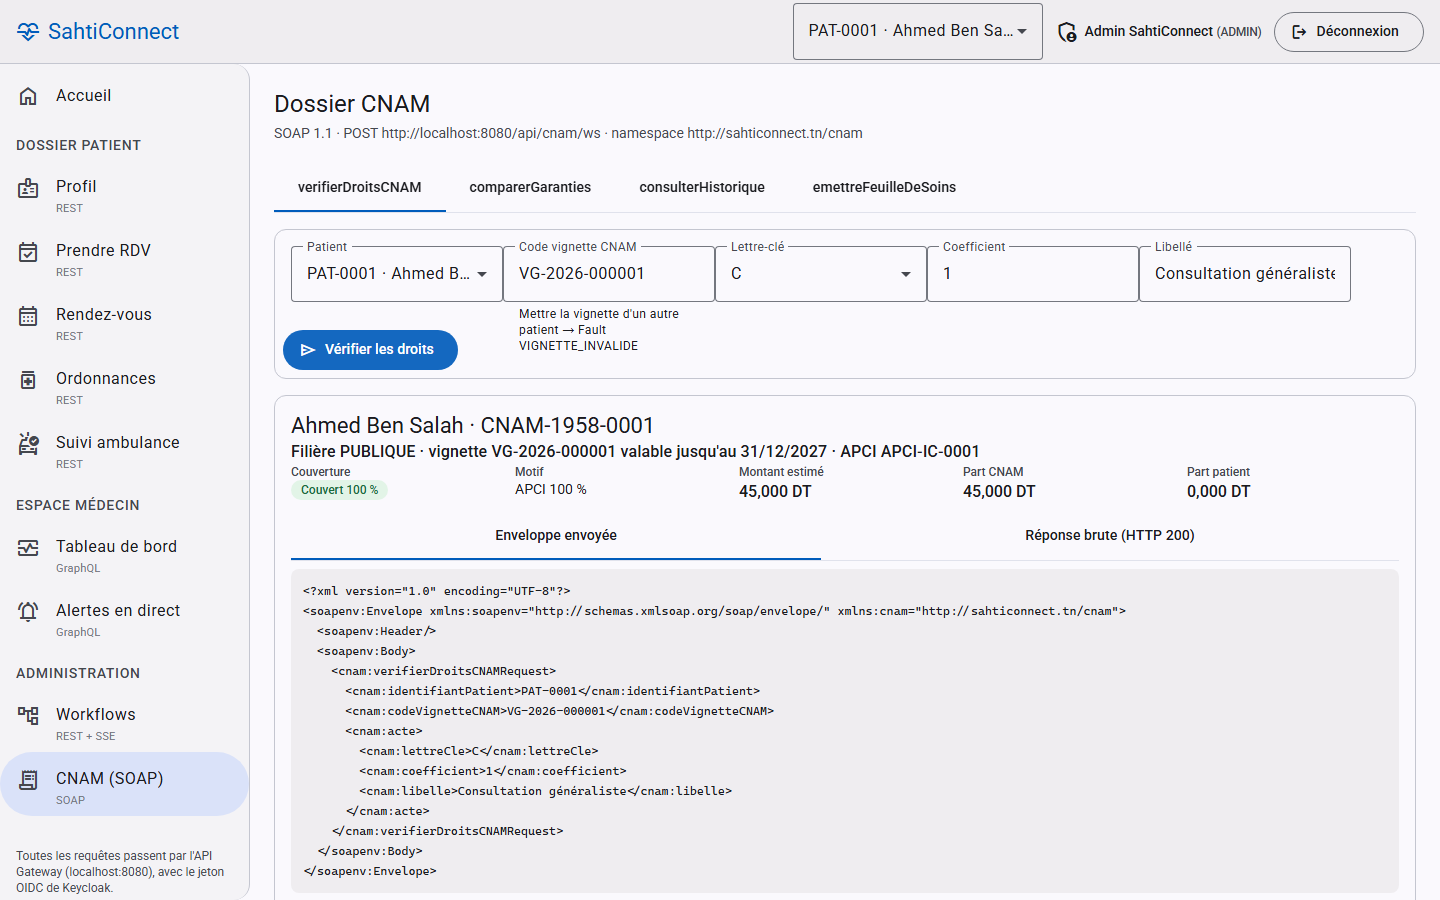 SahtiConnect
PAT-0001 · Ahmed Ben Sa...
Admin SahtiConnect (ADMIN)
Déconnexion
Accueil
DOSSIER PATIENT
Profil
REST
Prendre RDV
REST
Rendez-vous
REST
Ordonnances
REST
Suivi ambulance
REST
ESPACE MÉDECIN
Tableau de bord
GraphQL
Alertes en direct
GraphQL
ADMINISTRATION
Workflows
REST + SSE
CNAM (SOAP)
SOAP
Toutes les requêtes passent par l'API
Gateway (localhost:8080), avec le jeton
OIDC de Keycloak.
Dossier CNAM
SOAP 1.1 · POST http://localhost:8080/api/cnam/ws · namespace http://sahticonnect.tn/cnam
verifierDroitsCNAM comparerGaranties consulterHistorique emettreFeuilleDeSoins
Patient Code vignette CNAM Lettre-clé Coefficient Libellé
PAT-0001 · Ahmed B... VG-2026-000001 C 1 Consultation généraliste
Mettre la vignette d'un autre
patient → Fault
VIGNETTE_INVALIDE
Vérifier les droits
Ahmed Ben Salah · CNAM-1958-0001
Filière PUBLIQUE · vignette VG-2026-000001 valable jusqu'au 31/12/2027 · APCI APCI-IC-0001
Couverture Motif Montant estimé Part CNAM Part patient
Couvert 100 % APCI 100 % 45,000 DT 45,000 DT 0,000 DT
Enveloppe envoyée Réponse brute (HTTP 200)
<?xml version="1.0" encoding="UTF-8"?>
<soapenv:Envelope xmlns:soapenv="http://schemas.xmlsoap.org/soap/envelope/" xmlns:cnam="http://sahticonnect.tn/cnam">
<soapenv:Header/>
<soapenv:Body>
<cnam:verifierDroitsCNAMRequest>
<cnam:identifiantPatient>PAT-0001</cnam:identifiantPatient>
<cnam:codeVignetteCNAM>VG-2026-000001</cnam:codeVignetteCNAM>
<cnam:acte>
<cnam:lettreCle>C</cnam:lettreCle>
<cnam:coefficient>1</cnam:coefficient>
<cnam:libelle>Consultation généraliste</cnam:libelle>
</cnam:acte>
</cnam:verifierDroitsCNAMRequest>
</soapenv:Body>
</soapenv:Envelope>